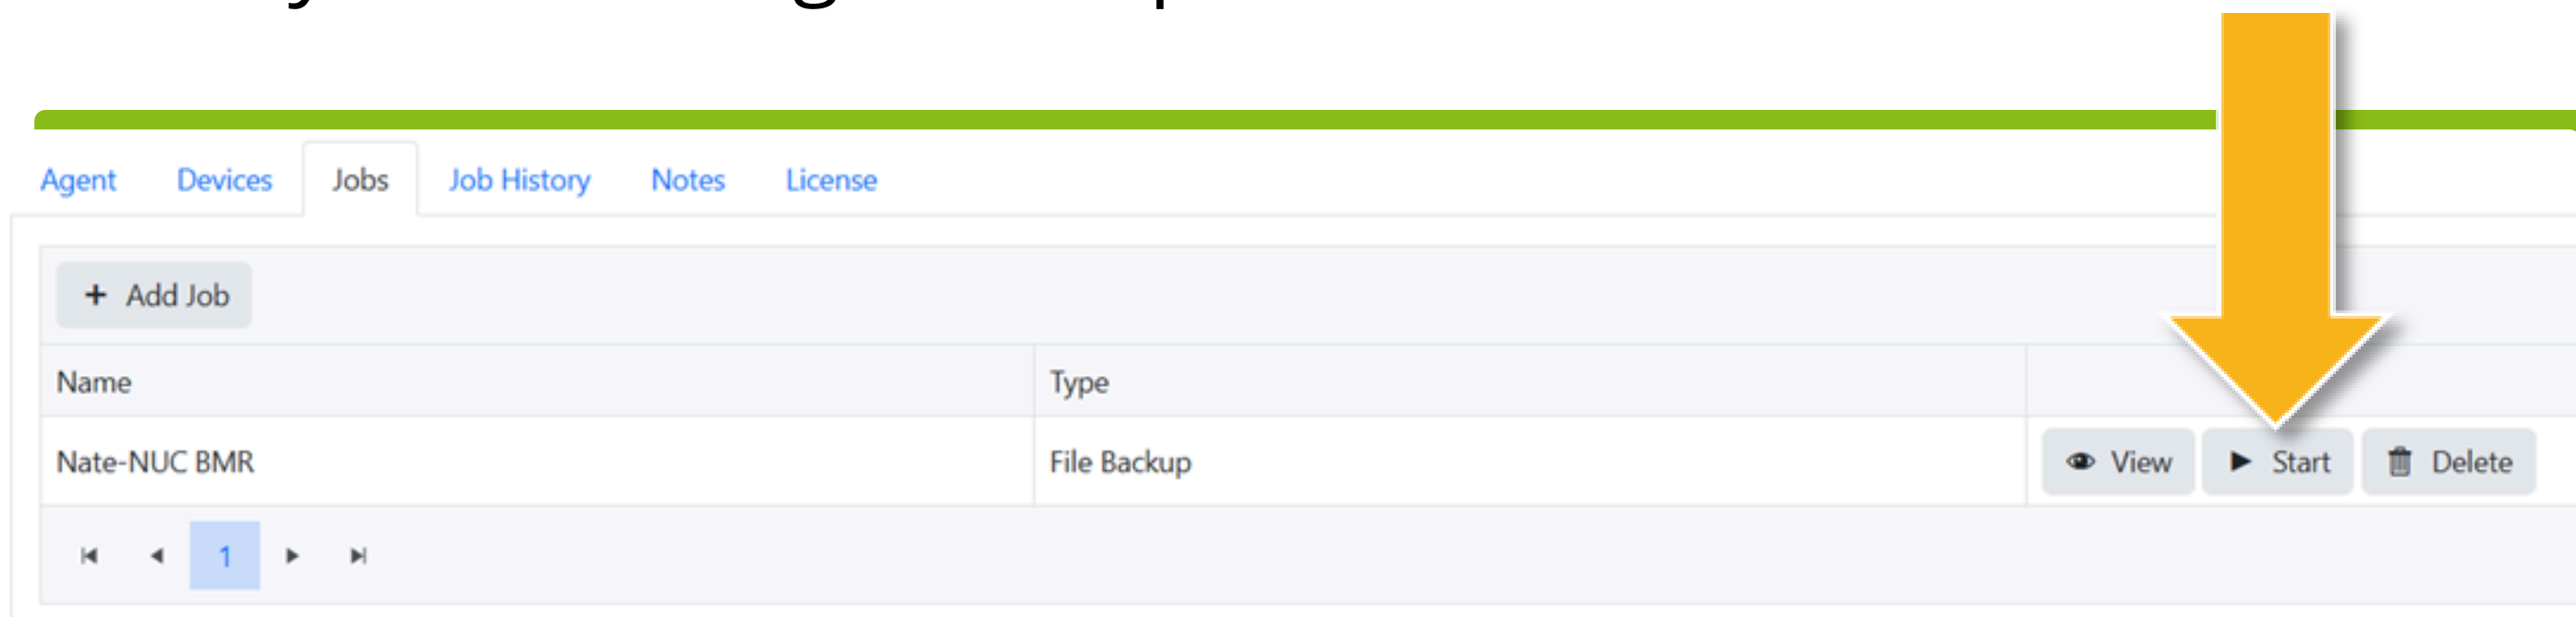 Agent Devices Jobs Job History Notes License
+ Add Job
Name Type
Nate-NUC BMR File Backup View Start Delete
1